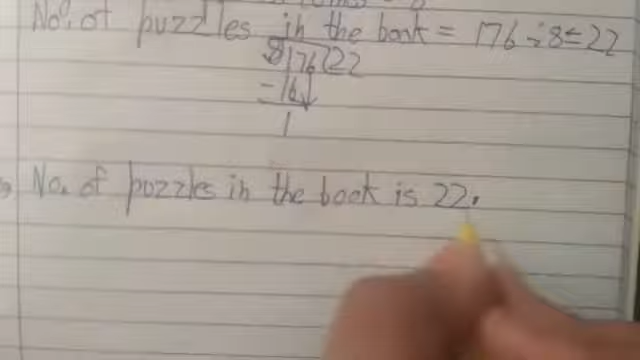 No. of puzzles in the book = 176 ÷ 8 = 22
8)176(22
-16↓
1
No. of puzzles in the book is 22.